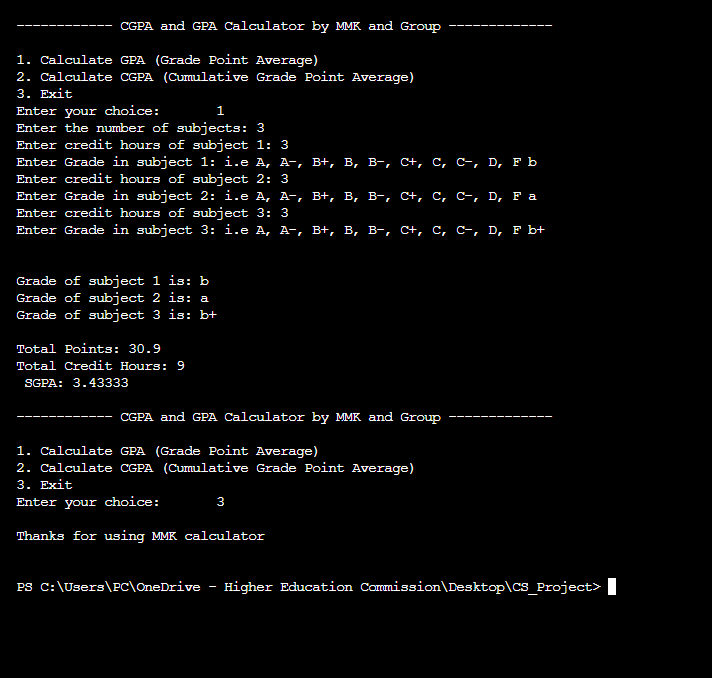 ------------ CGPA and GPA Calculator by MMK and Group -------------
1. Calculate GPA (Grade Point Average)
2. Calculate CGPA (Cumulative Grade Point Average)
3. Exit
Enter your choice:       1
Enter the number of subjects: 3
Enter credit hours of subject 1: 3
Enter Grade in subject 1: i.e A, A-, B+, B, B-, C+, C, C-, D, F b
Enter credit hours of subject 2: 3
Enter Grade in subject 2: i.e A, A-, B+, B, B-, C+, C, C-, D, F a
Enter credit hours of subject 3: 3
Enter Grade in subject 3: i.e A, A-, B+, B, B-, C+, C, C-, D, F b+
Grade of subject 1 is: b
Grade of subject 2 is: a
Grade of subject 3 is: b+
Total Points: 30.9
Total Credit Hours: 9
 SGPA: 3.43333
------------ CGPA and GPA Calculator by MMK and Group -------------
1. Calculate GPA (Grade Point Average)
2. Calculate CGPA (Cumulative Grade Point Average)
3. Exit
Enter your choice:       3
Thanks for using MMK calculator
PS C:\Users\PC\OneDrive - Higher Education Commission\Desktop\CS_Project>